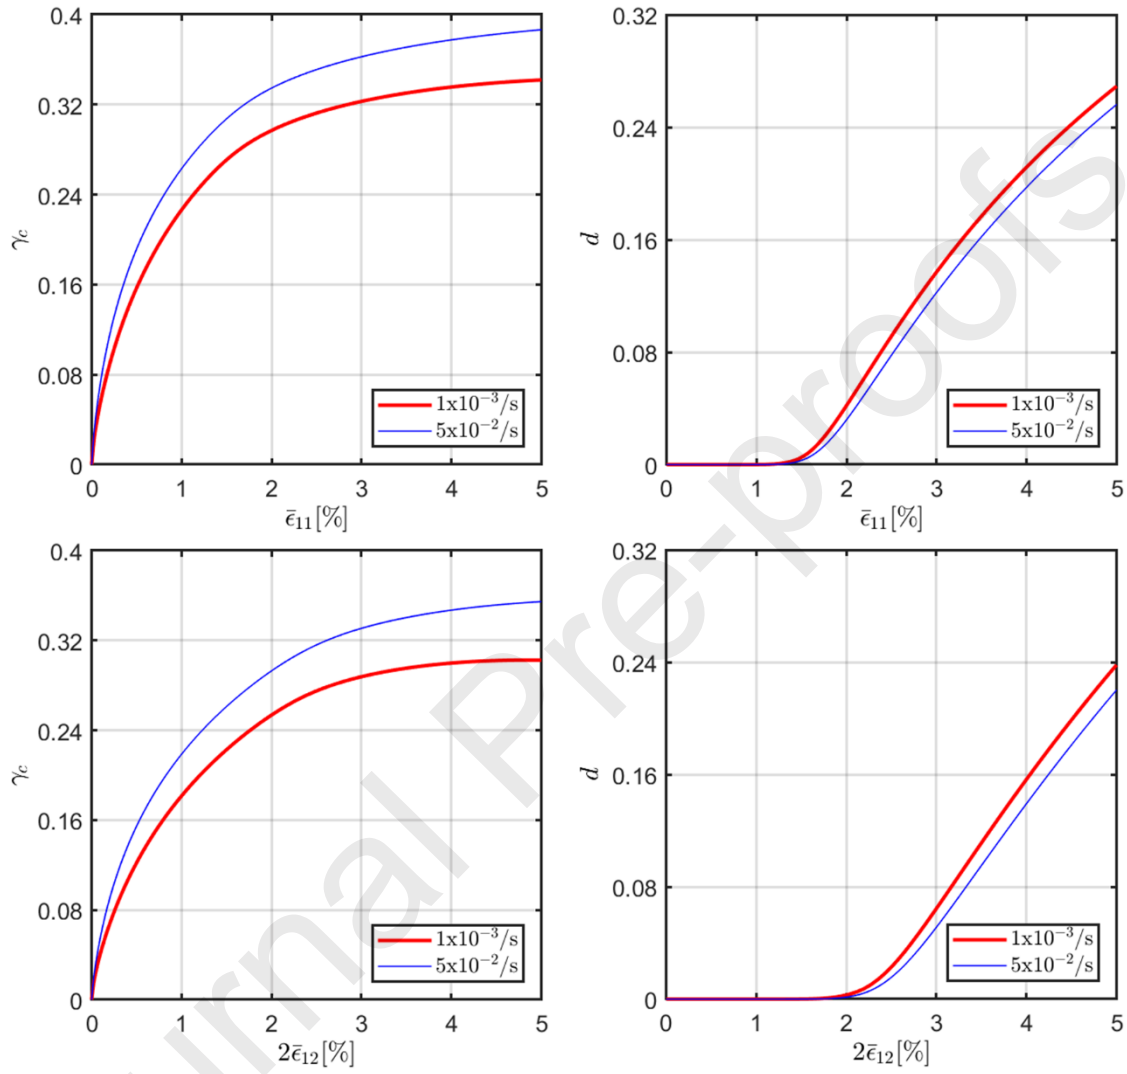 0.4
0.32
0.24
0.16
0.08
0
γc
1x10⁻³/s
5x10⁻²/s
0 1 2 3 4 5
ε̄₁₁[%]
0.32
0.24
0.16
0.08
0
d
1x10⁻³/s
5x10⁻²/s
0 1 2 3 4 5
ε̄₁₁[%]
0.4
0.32
0.24
0.16
0.08
0
γc
1x10⁻³/s
5x10⁻²/s
0 1 2 3 4 5
2ε̄₁₂[%]
0.32
0.24
0.16
0.08
0
d
1x10⁻³/s
5x10⁻²/s
0 1 2 3 4 5
2ε̄₁₂[%]
urnal Pre-proofs